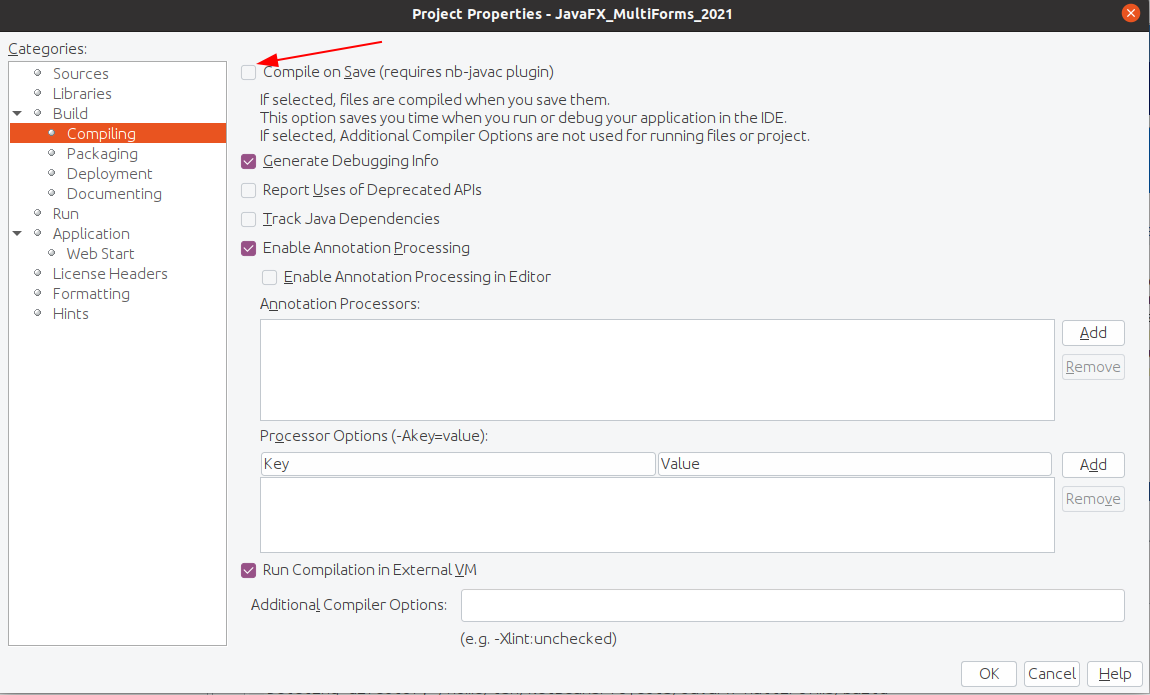 Project Properties - JavaFX_MultiForms_2021
Categories:
Sources
Libraries
Build
Compiling
Packaging
Deployment
Documenting
Run
Application
Web Start
License Headers
Formatting
Hints
Compile on Save (requires nb-javac plugin)
If selected, files are compiled when you save them.
This option saves you time when you run or debug your application in the IDE.
If selected, Additional Compiler Options are not used for running files or project.
Generate Debugging Info
Report Uses of Deprecated APIs
Track Java Dependencies
Enable Annotation Processing
Enable Annotation Processing in Editor
Annotation Processors:
Add
Remove
Processor Options (-Akey=value):
Key Value
Add
Remove
Run Compilation in External VM
Additional Compiler Options:
(e.g. -Xlint:unchecked)
OK Cancel Help